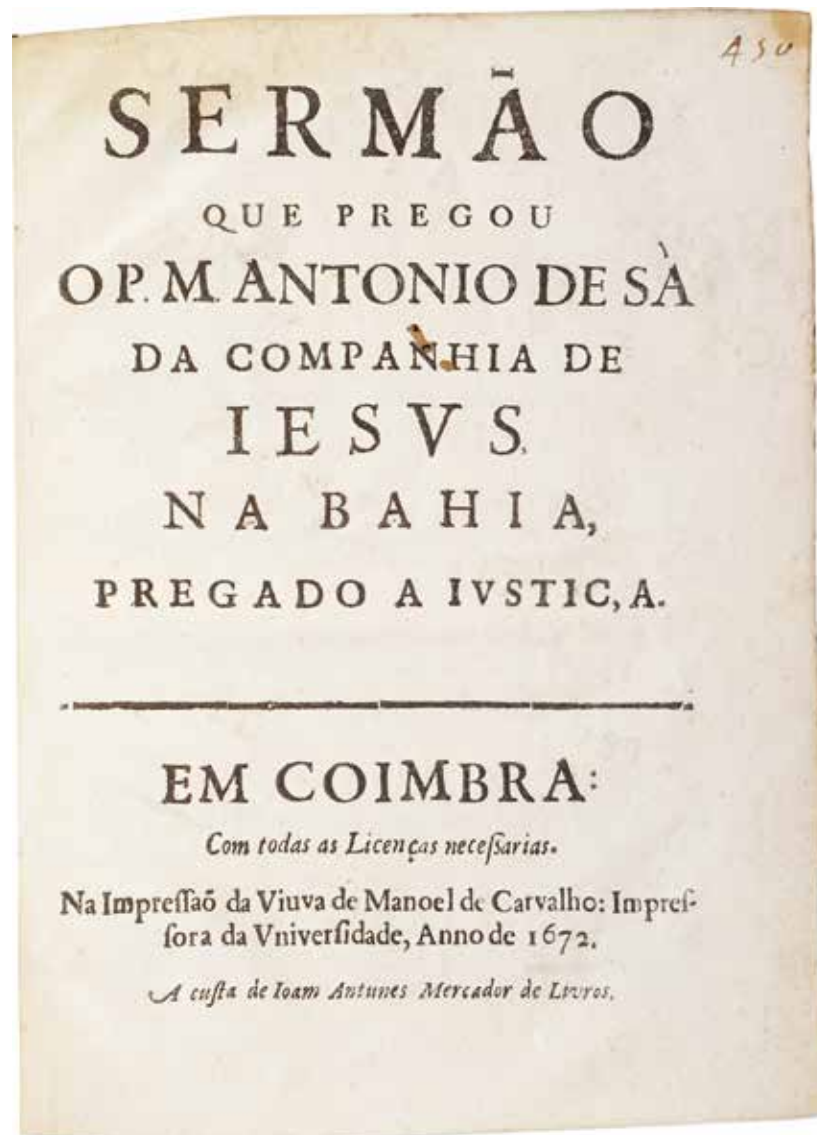 450
SERMÃO
QUE PREGOU
O P. M. ANTONIO DE SÀ
DA COMPANHIA DE
IESVS.
NA BAHIA,
PREGADO A IVSTIC,A.
EM COIMBRA:
Com todas as Licenças neceſſarias.
Na Impreſſaõ da Viuva de Manoel de Carvalho: Impreſ-
ſora da Vniverſidade, Anno de 1672.
A cuſta de Ioam Antunes Mercador de Livros.